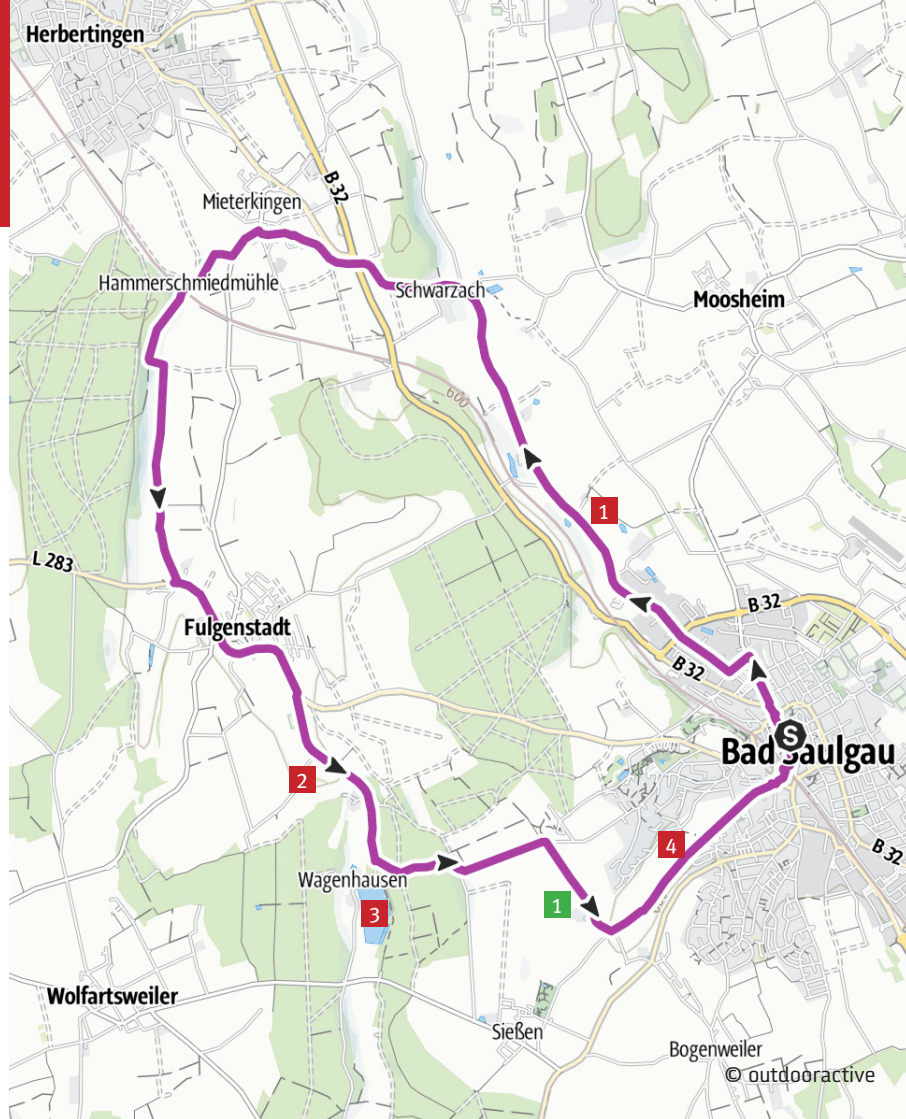 Herbertingen
B 32
Mieterkingen
Hammerschmiedmühle
Schwarzach
Moosheim
600
1
L 283
B 32
Fulgenstadt
B 32
S
Bad Saulgau
2
4
B 32
Wagenhausen
1
3
Wolfartsweiler
Sießen
Bogenweiler
© outdooractive